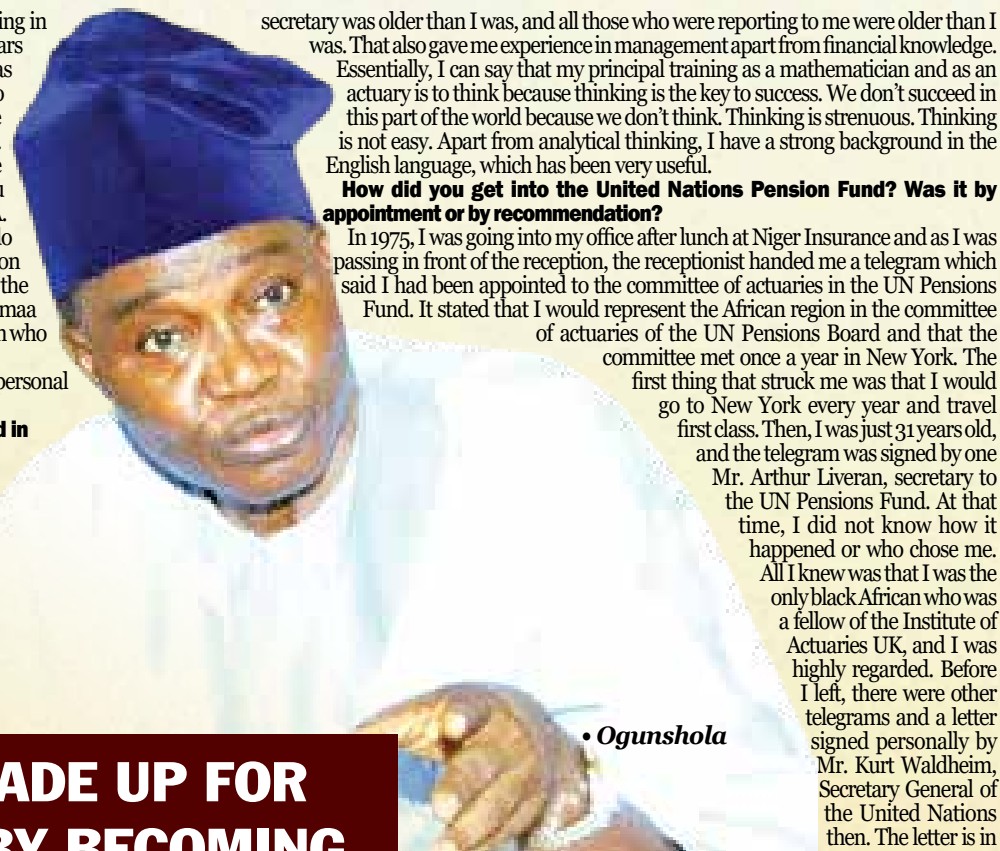 ing in
ars
as
personal
d in
secretary was older than I was, and all those who were reporting to me were older than I
was. That also gave me experience in management apart from financial knowledge.
Essentially, I can say that my principal training as a mathematician and as an
actuary is to think because thinking is the key to success. We don’t succeed in
this part of the world because we don’t think. Thinking is strenuous. Thinking
is not easy. Apart from analytical thinking, I have a strong background in the
English language, which has been very useful.
How did you get into the United Nations Pension Fund? Was it by
appointment or by recommendation?
In 1975, I was going into my office after lunch at Niger Insurance and as I was
passing in front of the reception, the receptionist handed me a telegram which
said I had been appointed to the committee of actuaries in the UN Pensions
Fund. It stated that I would represent the African region in the committee
of actuaries of the UN Pensions Board and that the
committee met once a year in New York. The
first thing that struck me was that I would
go to New York every year and travel
first class. Then, I was just 31 years old,
and the telegram was signed by one
Mr. Arthur Liveran, secretary to
the UN Pensions Fund. At that
time, I did not know how it
happened or who chose me.
All I knew was that I was the
only black African who was
a fellow of the Institute of
Actuaries UK, and I was
highly regarded. Before
I left, there were other
telegrams and a letter
signed personally by
Mr. Kurt Waldheim,
Secretary General of
the United Nations
then. The letter is in
• Ogunshola
ADE UP FOR
RY BECOMING